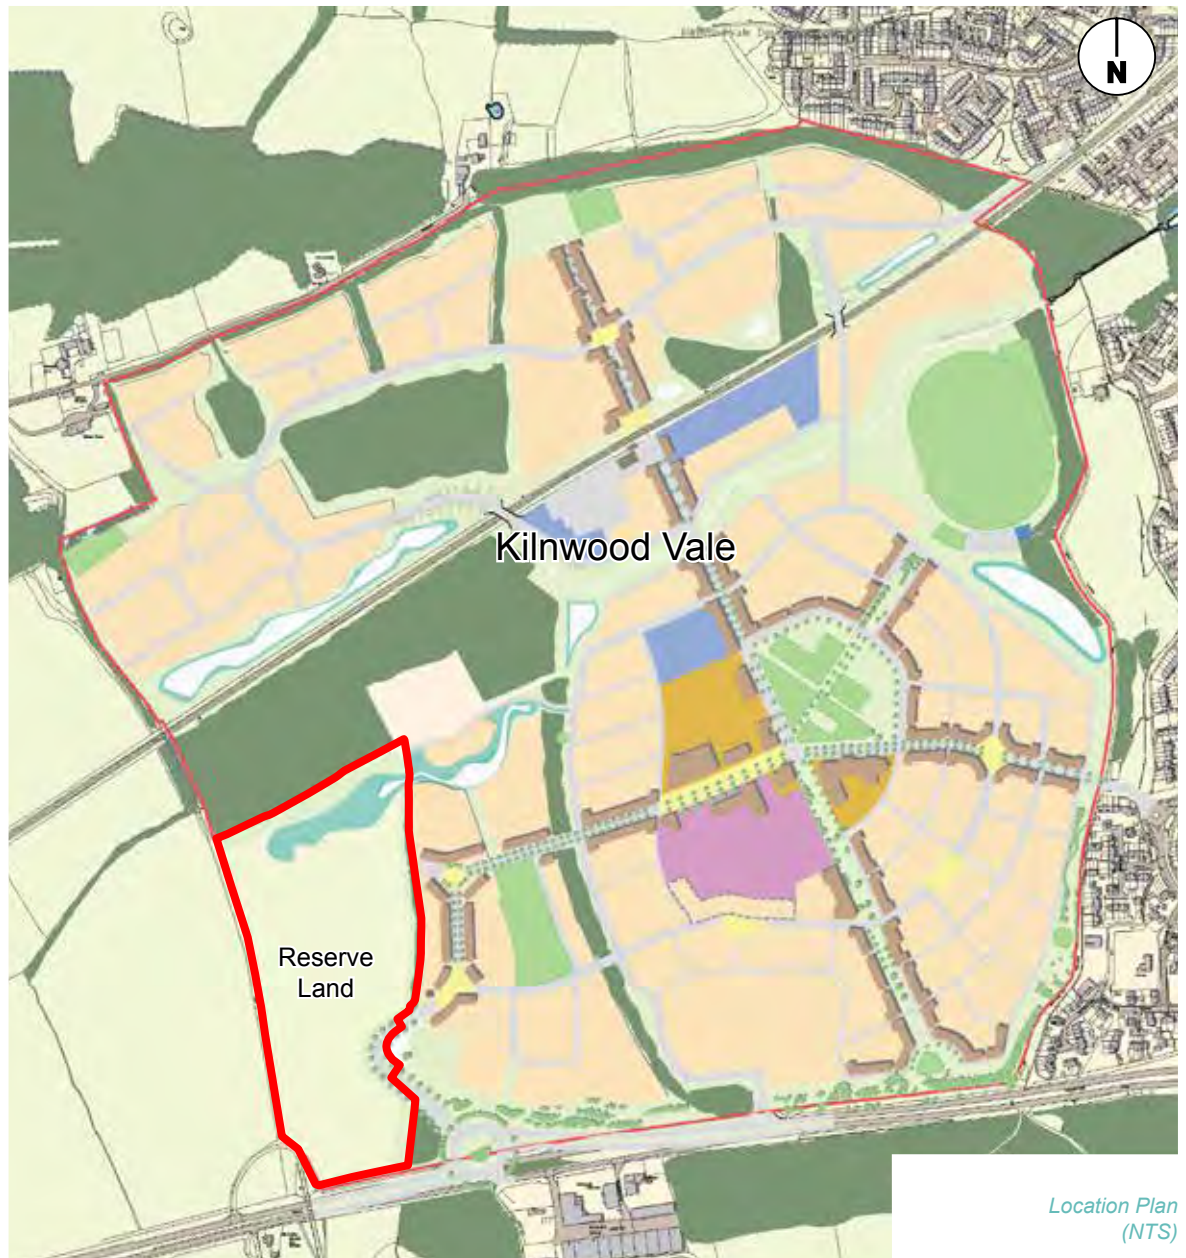 N
Kilnwood Vale
Reserve
Land
Location Plan
(NTS)